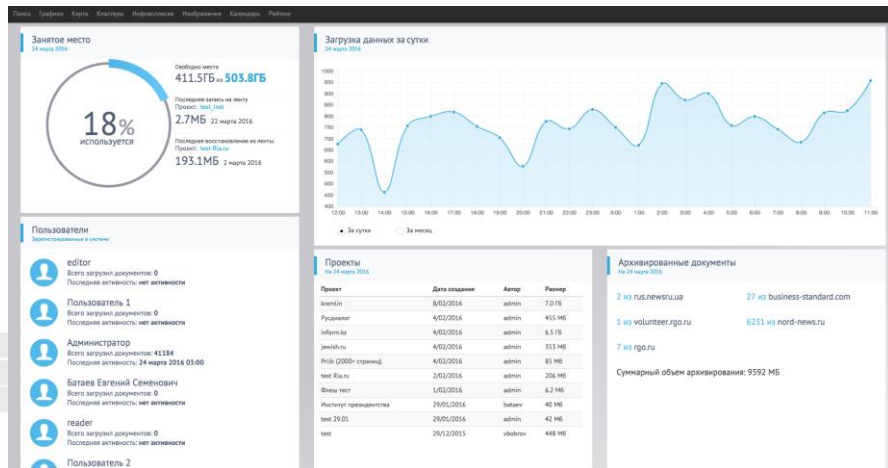 Поиск Графики Карта Кластеры Инфовсплески Изображения Календарь Рейтинг
Занятое место
24 марта 2016
18%
используется
Свободно места
411.5ГБ из 503.8ГБ
Последняя запись на ленту
Проект: test_inst
2.7МБ 22 марта 2016
Последнее восстановление из ленты
Проект: test Ria.ru
193.1МБ 2 марта 2016
Загрузка данных за сутки
24 марта 2016
1000
900
800
700
600
500
400
12:00 13:00 14:00 15:00 16:00 17:00 18:00 19:00 20:00 21:00 22:00 23:00 0:00 1:00 2:00 3:00 4:00 5:00 6:00 7:00 8:00 9:00 10:00 11:00
За сутки За месяц
Пользователи
Зарегистрированные в системе
editor
Всего загрузил документов: 0
Последняя активность: нет активности
Пользователь 1
Всего загрузил документов: 0
Последняя активность: нет активности
Администратор
Всего загрузил документов: 41184
Последняя активность: 24 марта 2016 03:00
Батаев Евгений Семенович
Всего загрузил документов: 0
Последняя активность: нет активности
reader
Всего загрузил документов: 0
Последняя активность: нет активности
Пользователь 2
Проекты
На 24 марта 2016
Проект Дата создание Автор Размер
kremlin 8/02/2016 admin 7.0 Гб
Русдиалог 4/02/2016 admin 455 Мб
inform.kz 4/02/2016 admin 6.5 Гб
jewish.ru 4/02/2016 admin 353 Мб
Prlib (2000+ страниц) 4/02/2016 admin 85 Мб
test Ria.ru 2/02/2016 admin 206 Мб
Флеш тест 1/02/2016 admin 6.2 Мб
Институт президентства 29/01/2016 bataev 40 Мб
test 29.01 29/01/2016 admin 42 Мб
test 29/12/2015 vbobrov 448 Мб
Архивированные документы
На 24 марта 2016
2 из rus.newsru.ua 27 из business-standard.com
1 из volunteer.rgo.ru 6231 из nord-news.ru
7 из rgo.ru
Суммарный объем архивирования: 9592 МБ